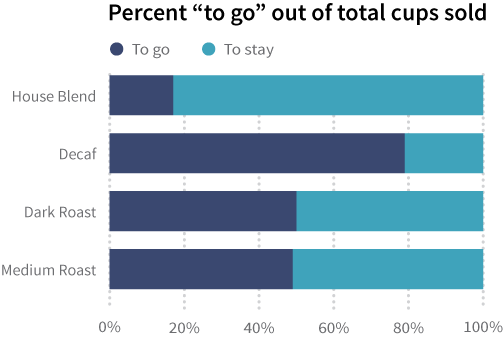 Percent “to go” out of total cups sold
To go To stay
House Blend
Decaf
Dark Roast
Medium Roast
0% 20% 40% 60% 80% 100%